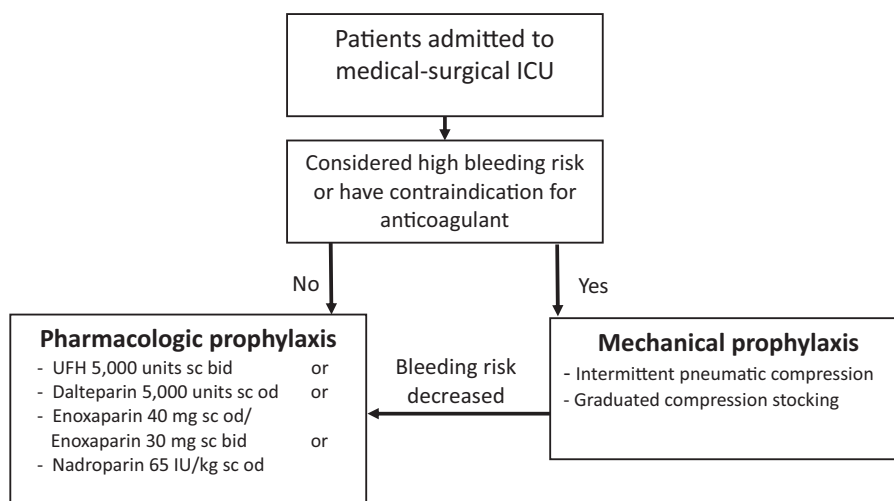 Patients admitted to
medical-surgical ICU
Considered high bleeding risk
or have contraindication for
anticoagulant
No
Yes
Pharmacologic prophylaxis
- UFH 5,000 units sc bid or
- Dalteparin 5,000 units sc od or
- Enoxaparin 40 mg sc od/
Enoxaparin 30 mg sc bid or
- Nadroparin 65 IU/kg sc od
Bleeding risk
decreased
Mechanical prophylaxis
- Intermittent pneumatic compression
- Graduated compression stocking